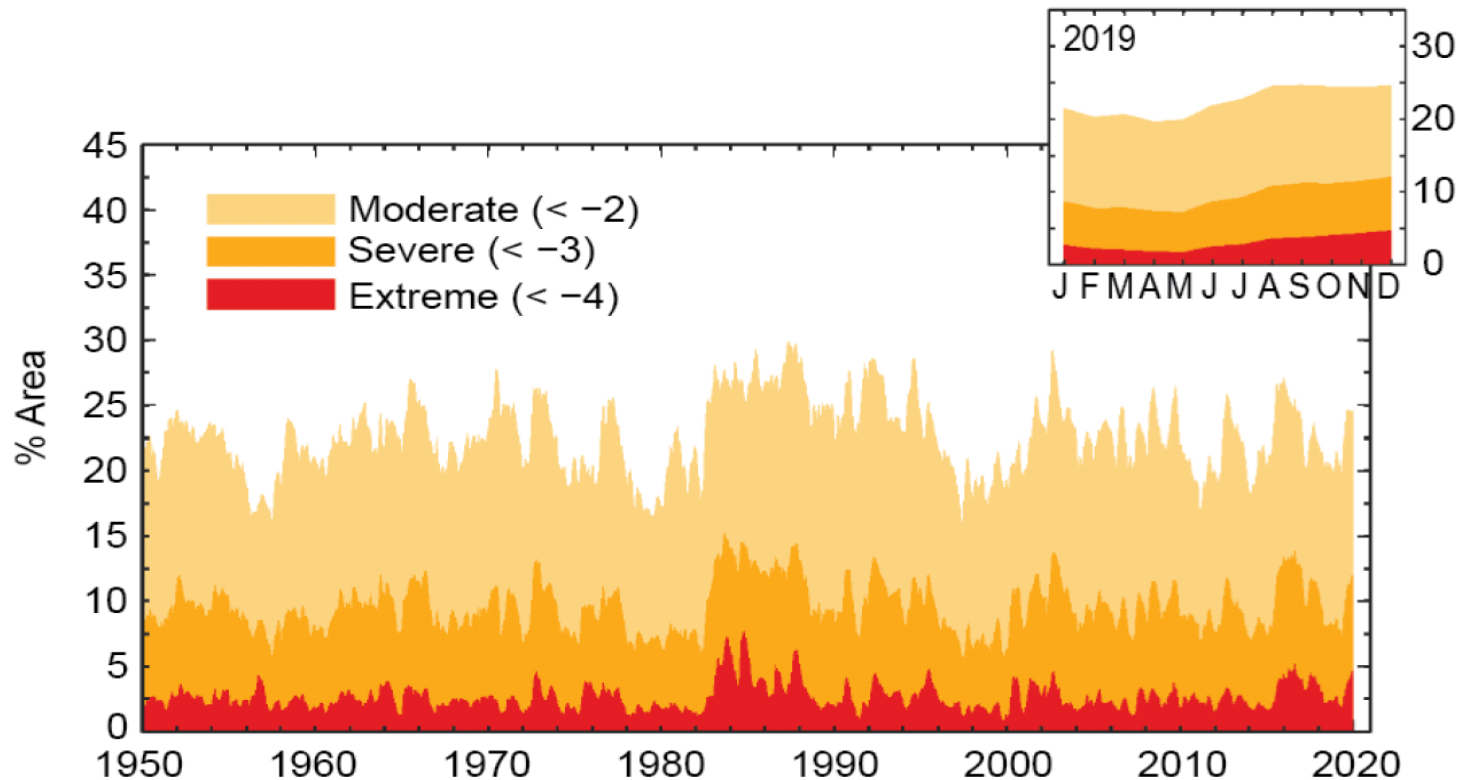 2019
30
20
10
0
J F M A M J J A S O N D
45
40
35
30
25
20
15
10
5
0
% Area
Moderate (< −2)
Severe (< −3)
Extreme (< −4)
1950 1960 1970 1980 1990 2000 2010 2020